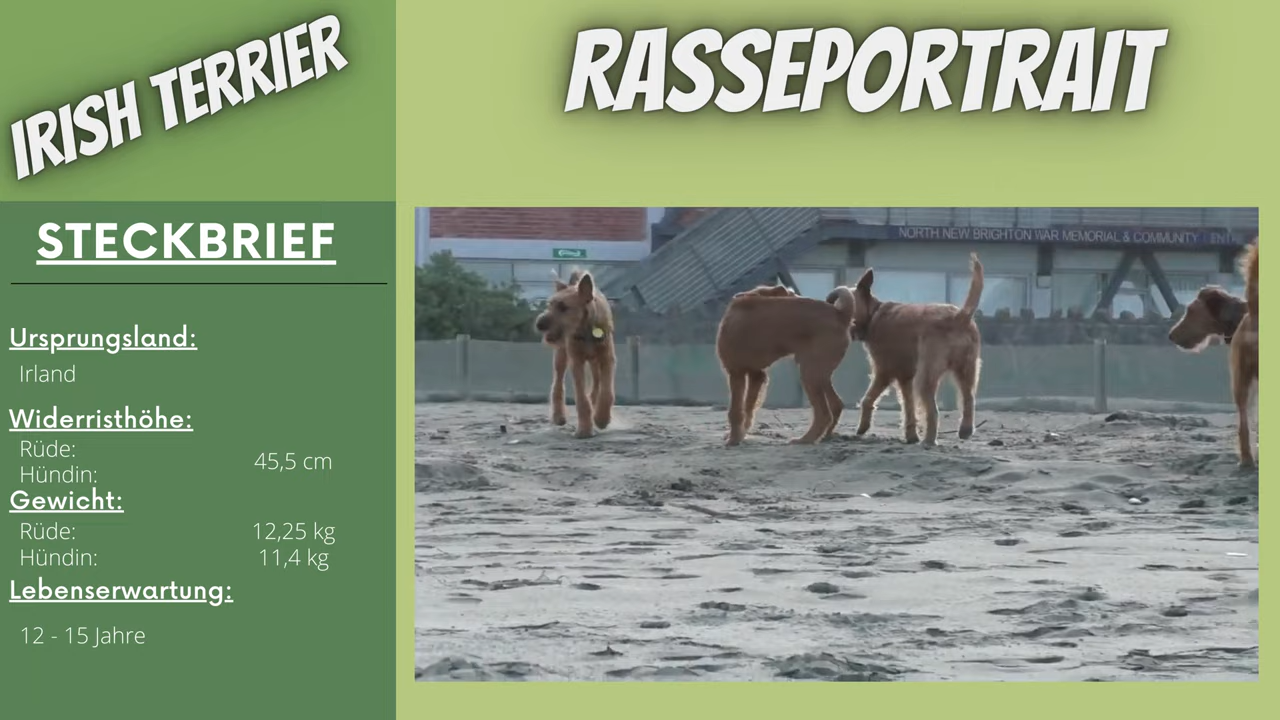 IRISH TERRIER
RASSEPORTRAIT
STECKBRIEF
Ursprungsland:
Irland
Widerristhöhe:
Rüde:
Hündin:
45,5 cm
Gewicht:
Rüde: 12,25 kg
Hündin: 11,4 kg
Lebenserwartung:
12 - 15 Jahre
NORTH NEW BRIGHTON WAR MEMORIAL & COMMUNITY